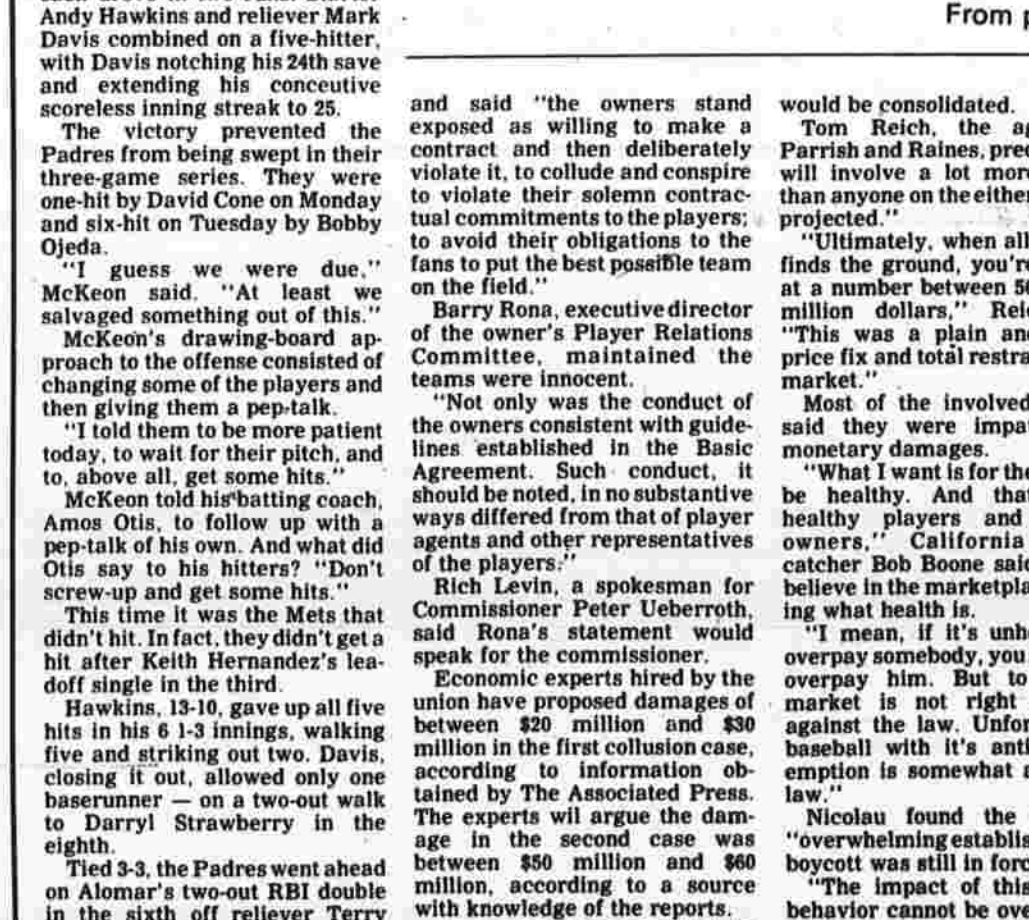 Andy Hawkins and reliever Mark
Davis combined on a five-hitter,
with Davis notching his 24th save
and extending his conceutive
scoreless inning streak to 25.
The victory prevented the
Padres from being swept in their
three-game series. They were
one-hit by David Cone on Monday
and six-hit on Tuesday by Bobby
Ojeda.
"I guess we were due,"
McKeon said. "At least we
salvaged something out of this."
McKeon's drawing-board ap-
proach to the offense consisted of
changing some of the players and
then giving them a pep-talk.
"I told them to be more patient
today, to wait for their pitch, and
to, above all, get some hits."
McKeon told his batting coach,
Amos Otis, to follow up with a
pep-talk of his own. And what did
Otis say to his hitters? "Don't
screw-up and get some hits."
This time it was the Mets that
didn't hit. In fact, they didn't get a
hit after Keith Hernandez's lea-
doff single in the third.
Hawkins, 13-10, gave up all five
hits in his 6 1-3 innings, walking
five and striking out two. Davis,
closing it out, allowed only one
baserunner — on a two-out walk
to Darryl Strawberry in the
eighth.
Tied 3-3, the Padres went ahead
on Alomar's two-out RBI double
in the sixth off reliever Terry
From
and said "the owners stand
exposed as willing to make a
contract and then deliberately
violate it, to collude and conspire
to violate their solemn contrac-
tual commitments to the players;
to avoid their obligations to the
fans to put the best possible team
on the field."
Barry Rona, executive director
of the owner's Player Relations
Committee, maintained the
teams were innocent.
"Not only was the conduct of
the owners consistent with guide-
lines established in the Basic
Agreement. Such conduct, it
should be noted, in no substantive
ways differed from that of player
agents and other representatives
of the players."
Rich Levin, a spokesman for
Commissioner Peter Ueberroth,
said Rona's statement would
speak for the commissioner.
Economic experts hired by the
union have proposed damages of
between $20 million and $30
million in the first collusion case,
according to information ob-
tained by The Associated Press.
The experts wil argue the dam-
age in the second case was
between $50 million and $60
million, according to a source
with knowledge of the reports.
would be consolidated.
Tom Reich, the
Parrish and Raines,
will involve a lot
than anyone on the
projected."
"Ultimately, when all
finds the ground,
at a number between
million dollars,"
"This was a plain
price fix and total
market."
Most of the involved
said they were
monetary damages.
"What I want is for
be healthy. And
healthy players and
owners," California
catcher Bob Boone
believe in the
ing what health is.
"I mean, if it's
overpay somebody, you
overpay him. But to
market is not right
against the law.
baseball with it's
emption is somewhat
law."
Nicolau found the
"overwhelming
boycott was still in
"The impact of
behavior cannot be